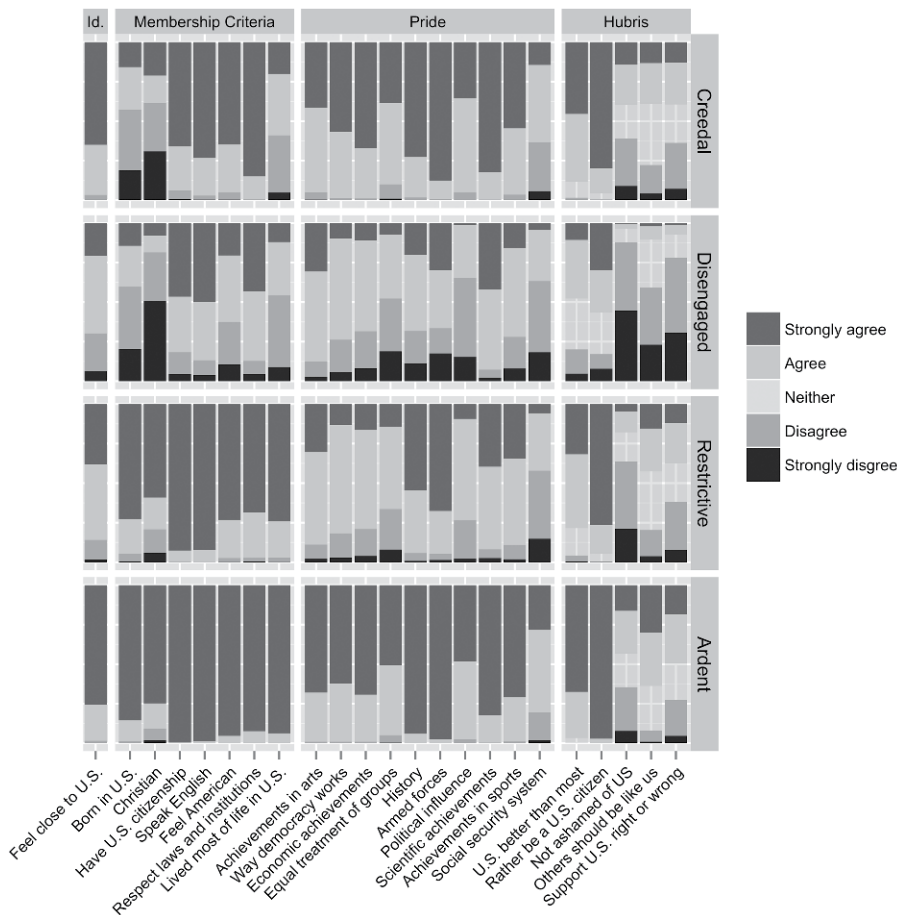 Id.
Membership Criteria
Pride
Hubris
Creedal
Disengaged
Restrictive
Ardent
Strongly agree
Agree
Neither
Disagree
Strongly disgree
Feel close to U.S.
Born in U.S.
Christian
Have U.S. citizenship
Speak English
Feel American
Respect laws and institutions
Lived most of life in U.S.
Achievements in arts
Way democracy works
Economic achievements
Equal treatment of groups
History
Armed forces
Political influence
Scientific achievements
Achievements in sports
Social security system
U.S. better than most
Rather be a U.S. citizen
Not ashamed of US
Others should be like us
Support U.S. right or wrong